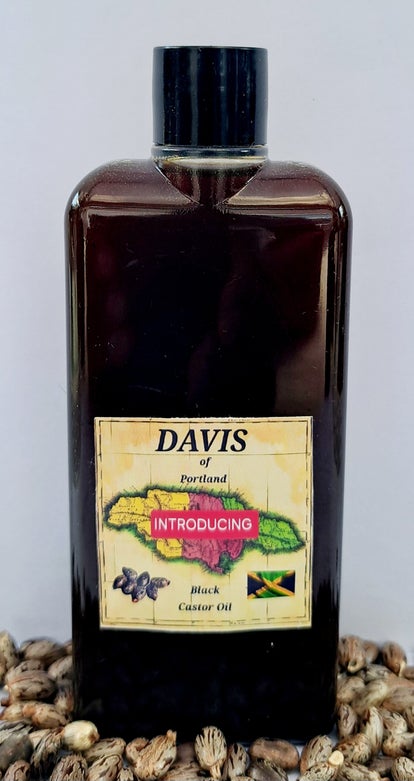 DAVIS
of
Portland
INTRODUCING
Black
Castor Oil